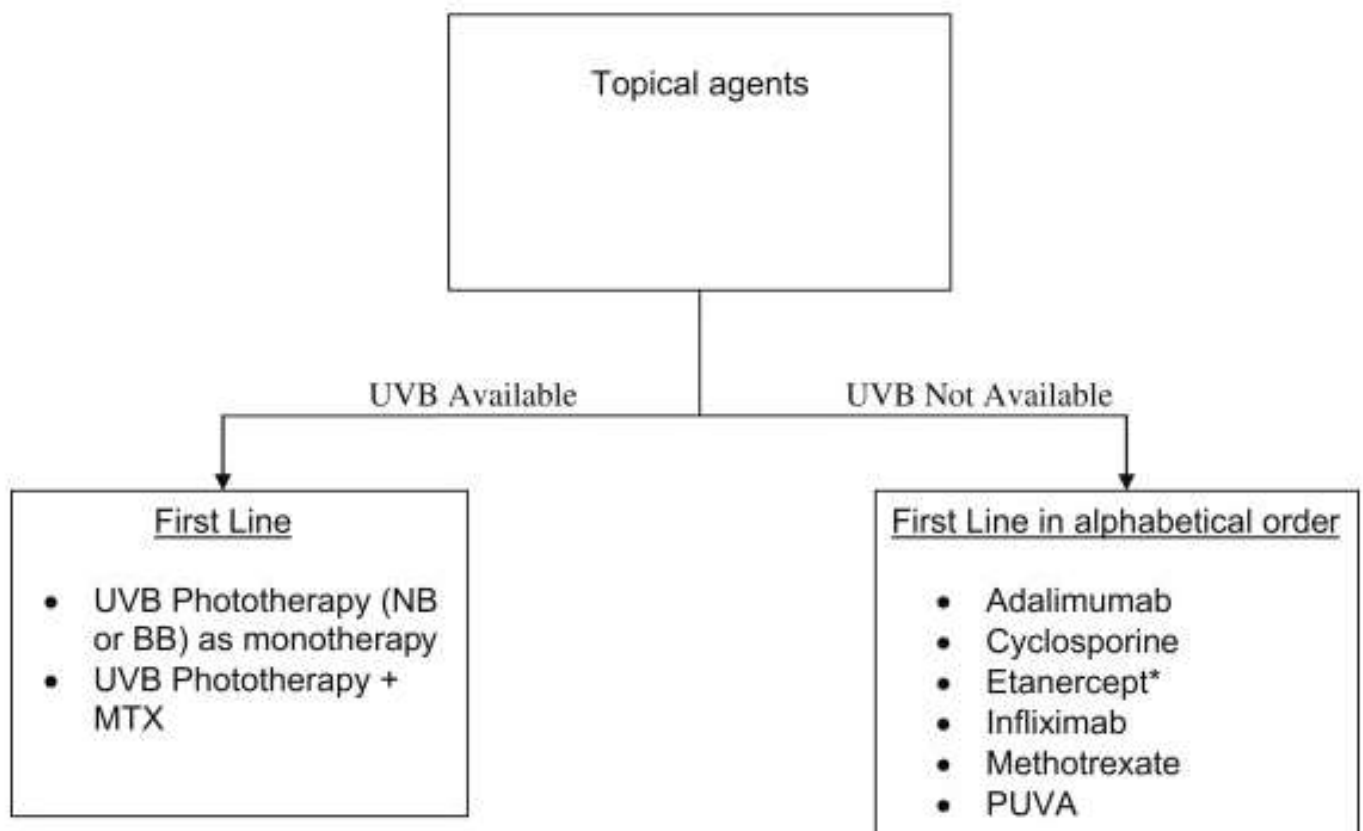 Topical agents
UVB Available
UVB Not Available
First Line
• UVB Phototherapy (NB
or BB) as monotherapy
• UVB Phototherapy +
MTX
First Line in alphabetical order
• Adalimumab
• Cyclosporine
• Etanercept*
• Infliximab
• Methotrexate
• PUVA